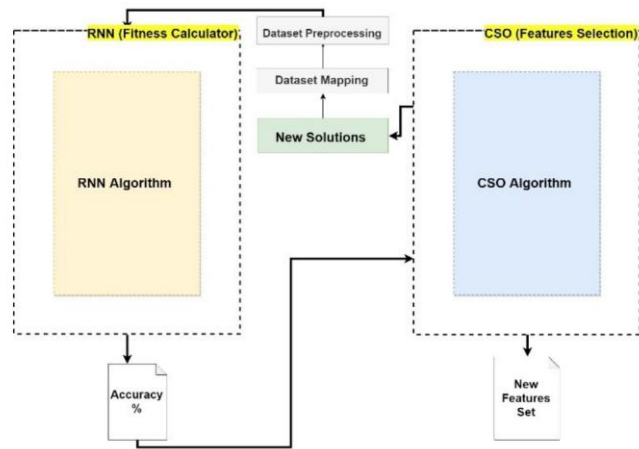 RNN (Fitness Calculator)
Dataset Preprocessing
CSO (Features Selection)
Dataset Mapping
New Solutions
RNN Algorithm
CSO Algorithm
Accuracy
%
New
Features
Set